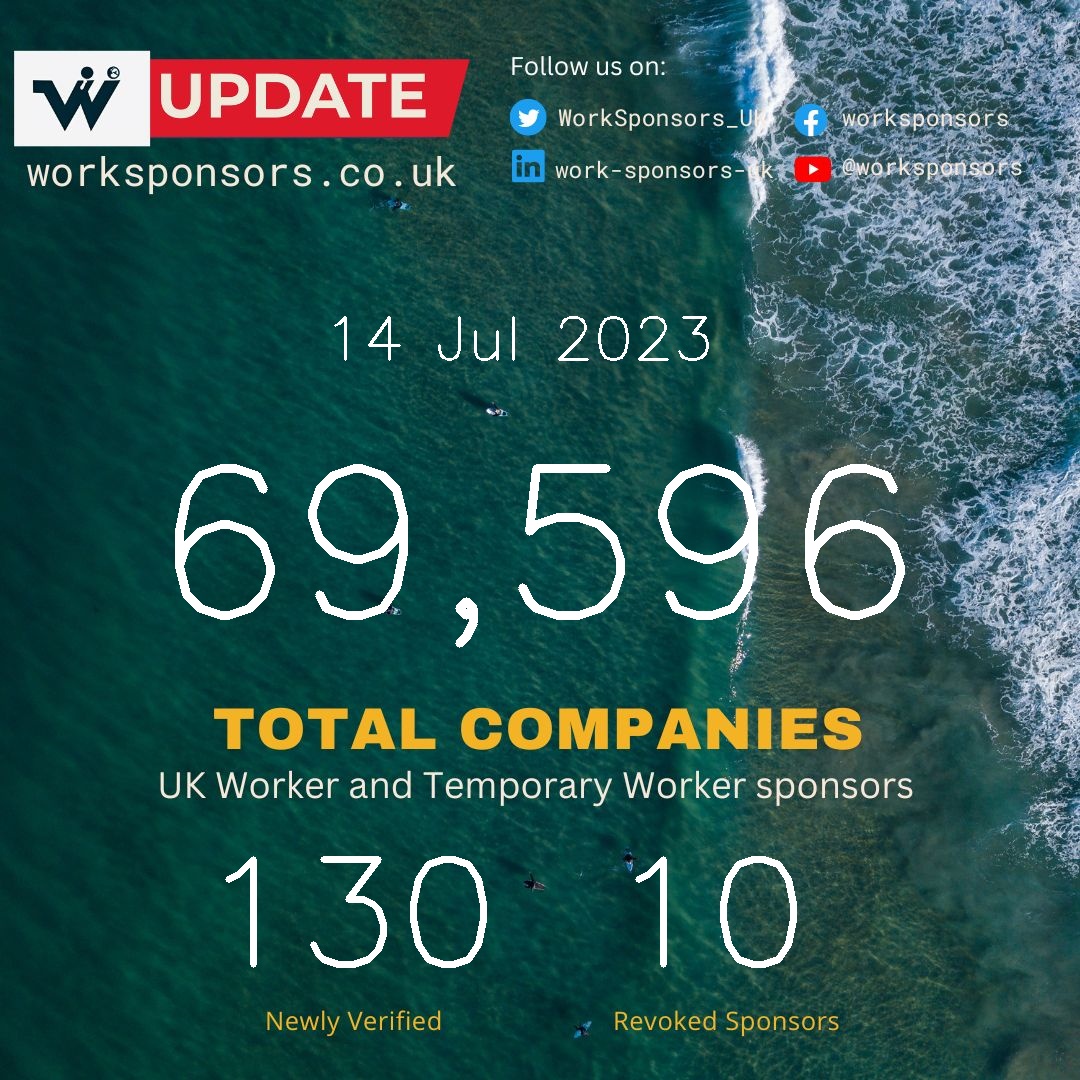 UPDATE
worksponsors.co.uk
Follow us on:
WorkSponsors_UK
worksponsors
work-sponsors-uk
@worksponsors
14 Jul 2023
69,596
TOTAL COMPANIES
UK Worker and Temporary Worker sponsors
130 10
Newly Verified Revoked Sponsors